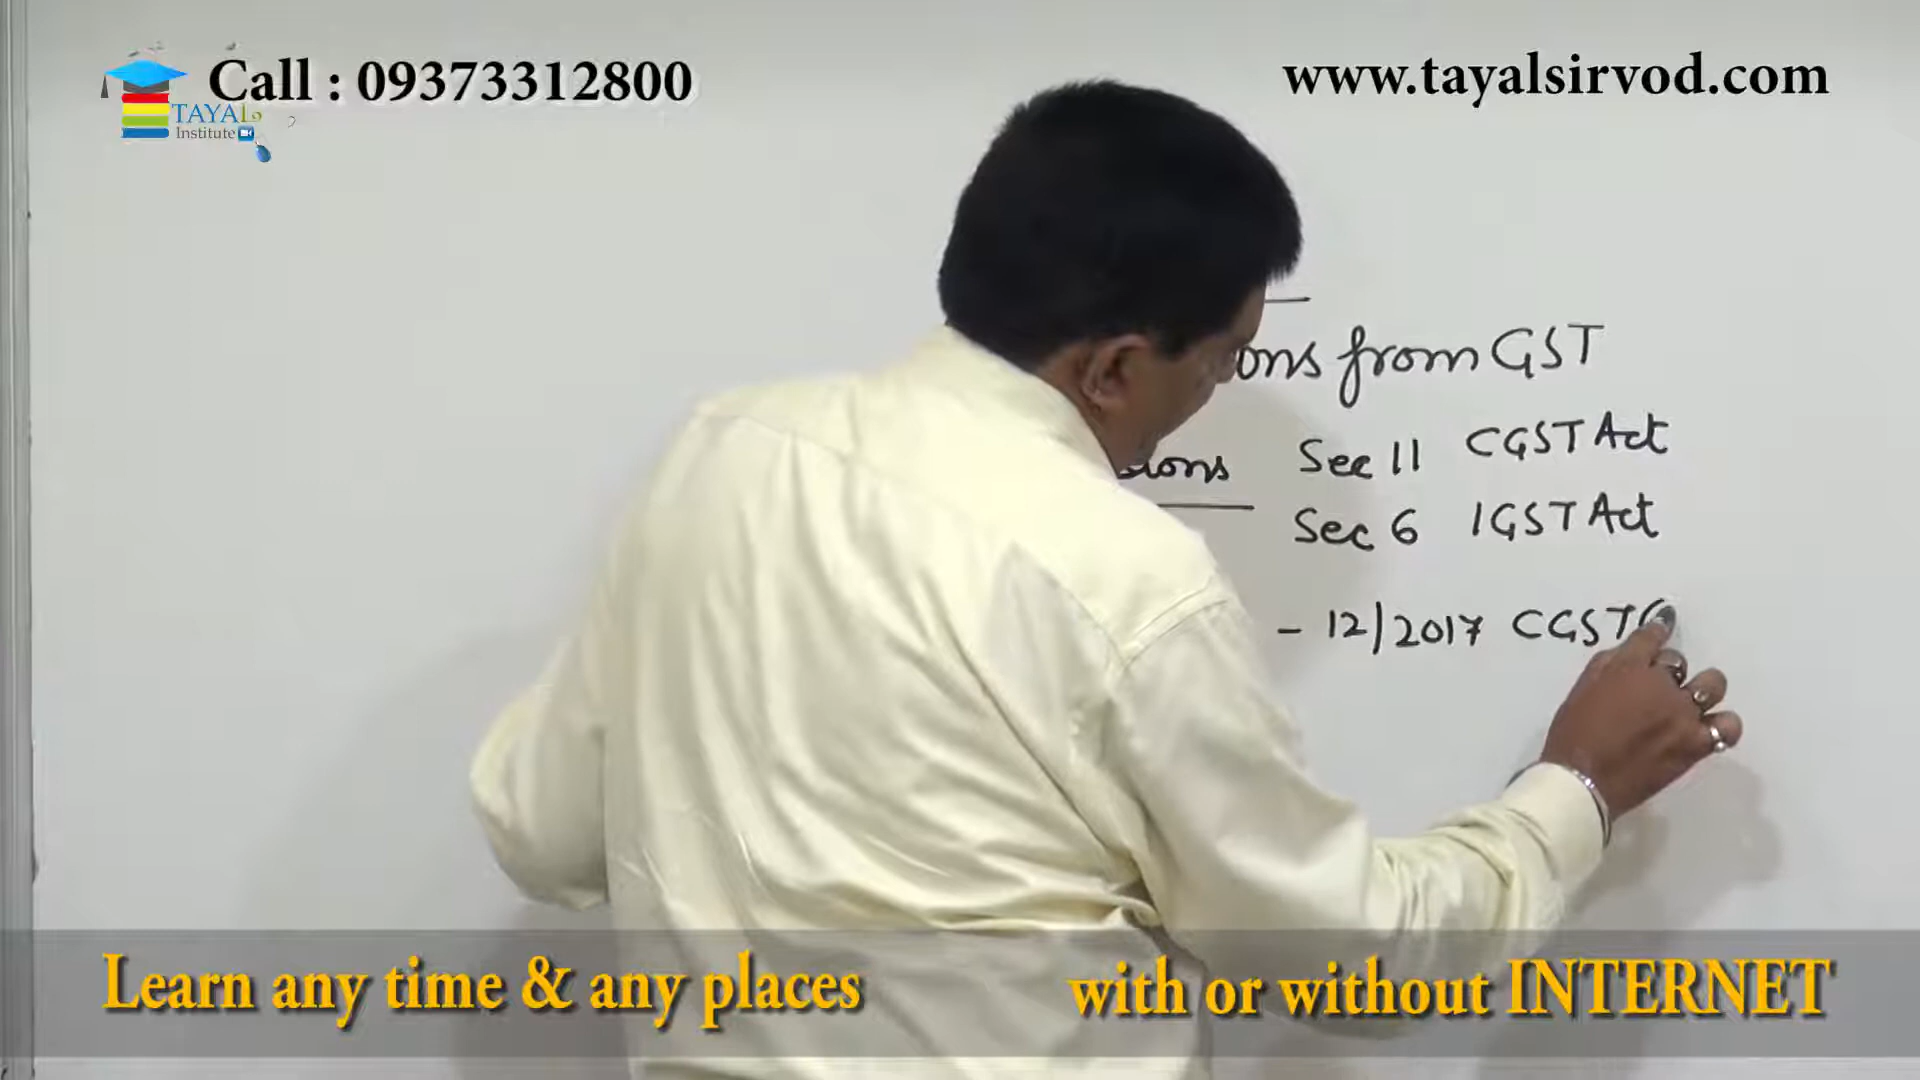 Call : 09373312800
www.tayalsirvod.com
TAYAL
Institute
from GST
Sec 11 CGST Act
Sec 6 IGST Act
- 12/2017 CGST (
Learn any time & any places
with or without INTERNET